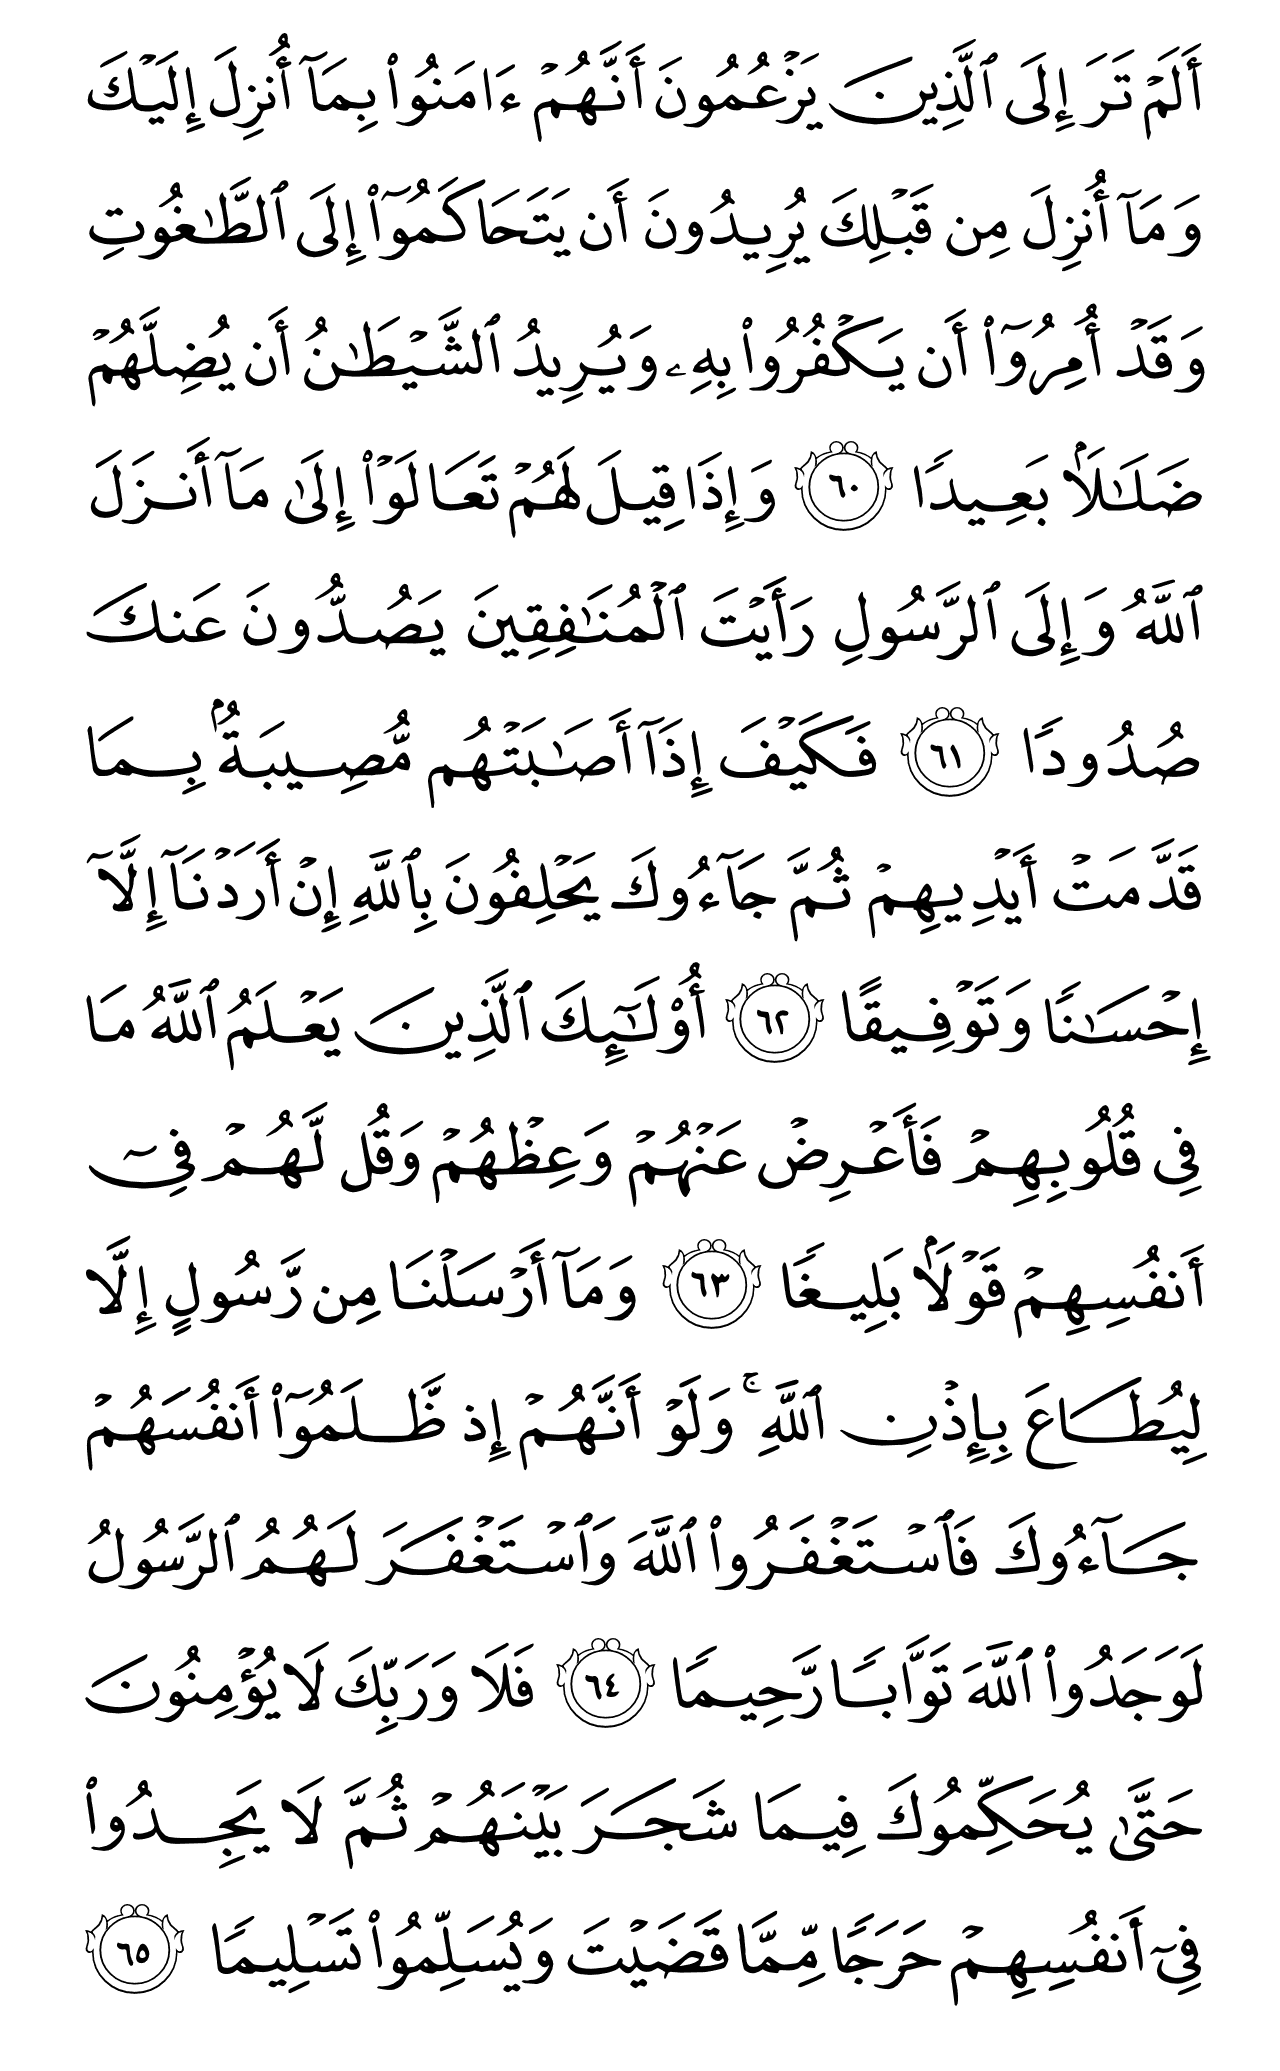 أَلَمۡ تَرَ إِلَى ٱلَّذِينَ يَزۡعُمُونَ أَنَّهُمۡ ءَامَنُواْ بِمَآ أُنزِلَ إِلَيۡكَ
وَمَآ أُنزِلَ مِن قَبۡلِكَ يُرِيدُونَ أَن يَتَحَاكَمُوٓاْ إِلَى ٱلطَّٰغُوتِ
وَقَدۡ أُمِرُوٓاْ أَن يَكۡفُرُواْ بِهِۦ وَيُرِيدُ ٱلشَّيۡطَٰنُ أَن يُضِلَّهُمۡ
ضَلَٰلَۢا بَعِيدٗا ٦٠ وَإِذَا قِيلَ لَهُمۡ تَعَالَوۡاْ إِلَىٰ مَآ أَنزَلَ
ٱللَّهُ وَإِلَى ٱلرَّسُولِ رَأَيۡتَ ٱلۡمُنَٰفِقِينَ يَصُدُّونَ عَنكَ
صُدُودٗا ٦١ فَكَيۡفَ إِذَآ أَصَٰبَتۡهُم مُّصِيبَةُۢ بِمَا
قَدَّمَتۡ أَيۡدِيهِمۡ ثُمَّ جَآءُوكَ يَحۡلِفُونَ بِٱللَّهِ إِنۡ أَرَدۡنَآ إِلَّآ
إِحۡسَٰنٗا وَتَوۡفِيقًا ٦٢ أُوْلَٰٓئِكَ ٱلَّذِينَ يَعۡلَمُ ٱللَّهُ مَا
فِي قُلُوبِهِمۡ فَأَعۡرِضۡ عَنۡهُمۡ وَعِظۡهُمۡ وَقُل لَّهُمۡ فِيٓ
أَنفُسِهِمۡ قَوۡلَۢا بَلِيغٗا ٦٣ وَمَآ أَرۡسَلۡنَا مِن رَّسُولٍ إِلَّا
لِيُطَاعَ بِإِذۡنِ ٱللَّهِۚ وَلَوۡ أَنَّهُمۡ إِذ ظَّلَمُوٓاْ أَنفُسَهُمۡ
جَآءُوكَ فَٱسۡتَغۡفَرُواْ ٱللَّهَ وَٱسۡتَغۡفَرَ لَهُمُ ٱلرَّسُولُ
لَوَجَدُواْ ٱللَّهَ تَوَّابٗا رَّحِيمٗا ٦٤ فَلَا وَرَبِّكَ لَا يُؤۡمِنُونَ
حَتَّىٰ يُحَكِّمُوكَ فِيمَا شَجَرَ بَيۡنَهُمۡ ثُمَّ لَا يَجِدُواْ
فِيٓ أَنفُسِهِمۡ حَرَجٗا مِّمَّا قَضَيۡتَ وَيُسَلِّمُواْ تَسۡلِيمٗا ٦٥